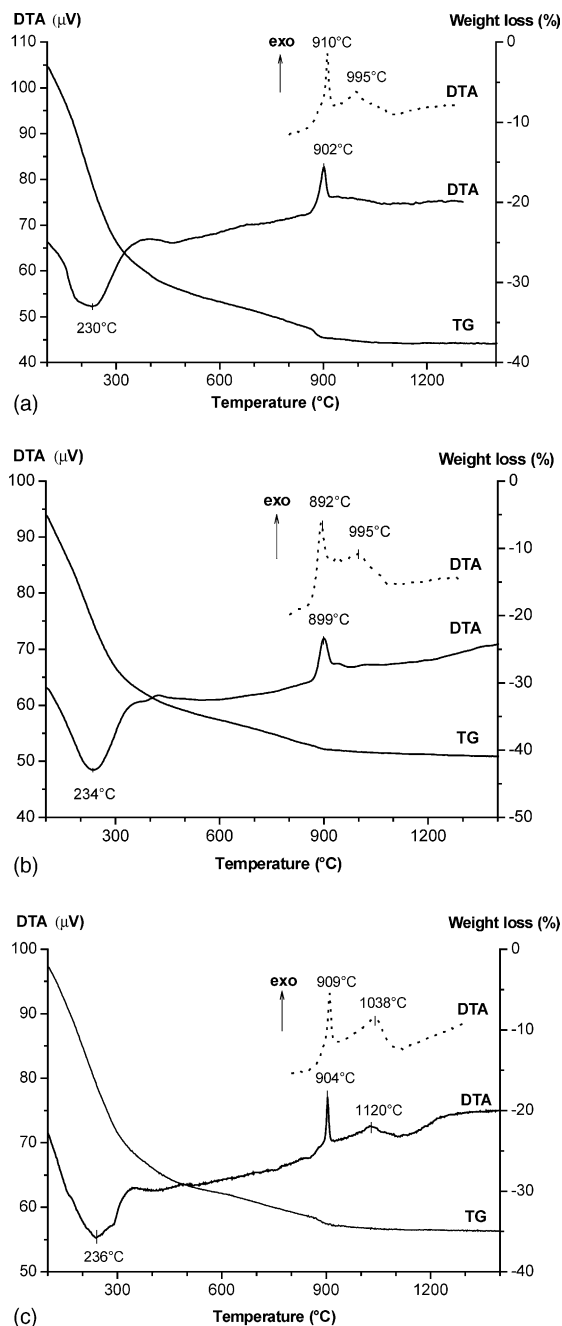 DTA (μV) Weight loss (%)
110 0
exo 910°C
100 995°C DTA
-10
90
902°C DTA
80
-20
70
60 -30
50 230°C TG
40 -40
300 600 900 1200
(a) Temperature (°C)
DTA (μV) Weight loss (%)
100 0
exo 892°C
90 995°C
-10
DTA
80
899°C DTA
-20
70
-30
60
TG
50 -40
234°C
40 -50
300 600 900 1200
(b) Temperature (°C)
DTA (μV) Weight loss (%)
100 0
exo 909°C
1038°C DTA
90
-10
80 904°C
1120°C DTA
-20
70
60 -30
236°C TG
50 -40
300 600 900 1200
(c) Temperature (°C)